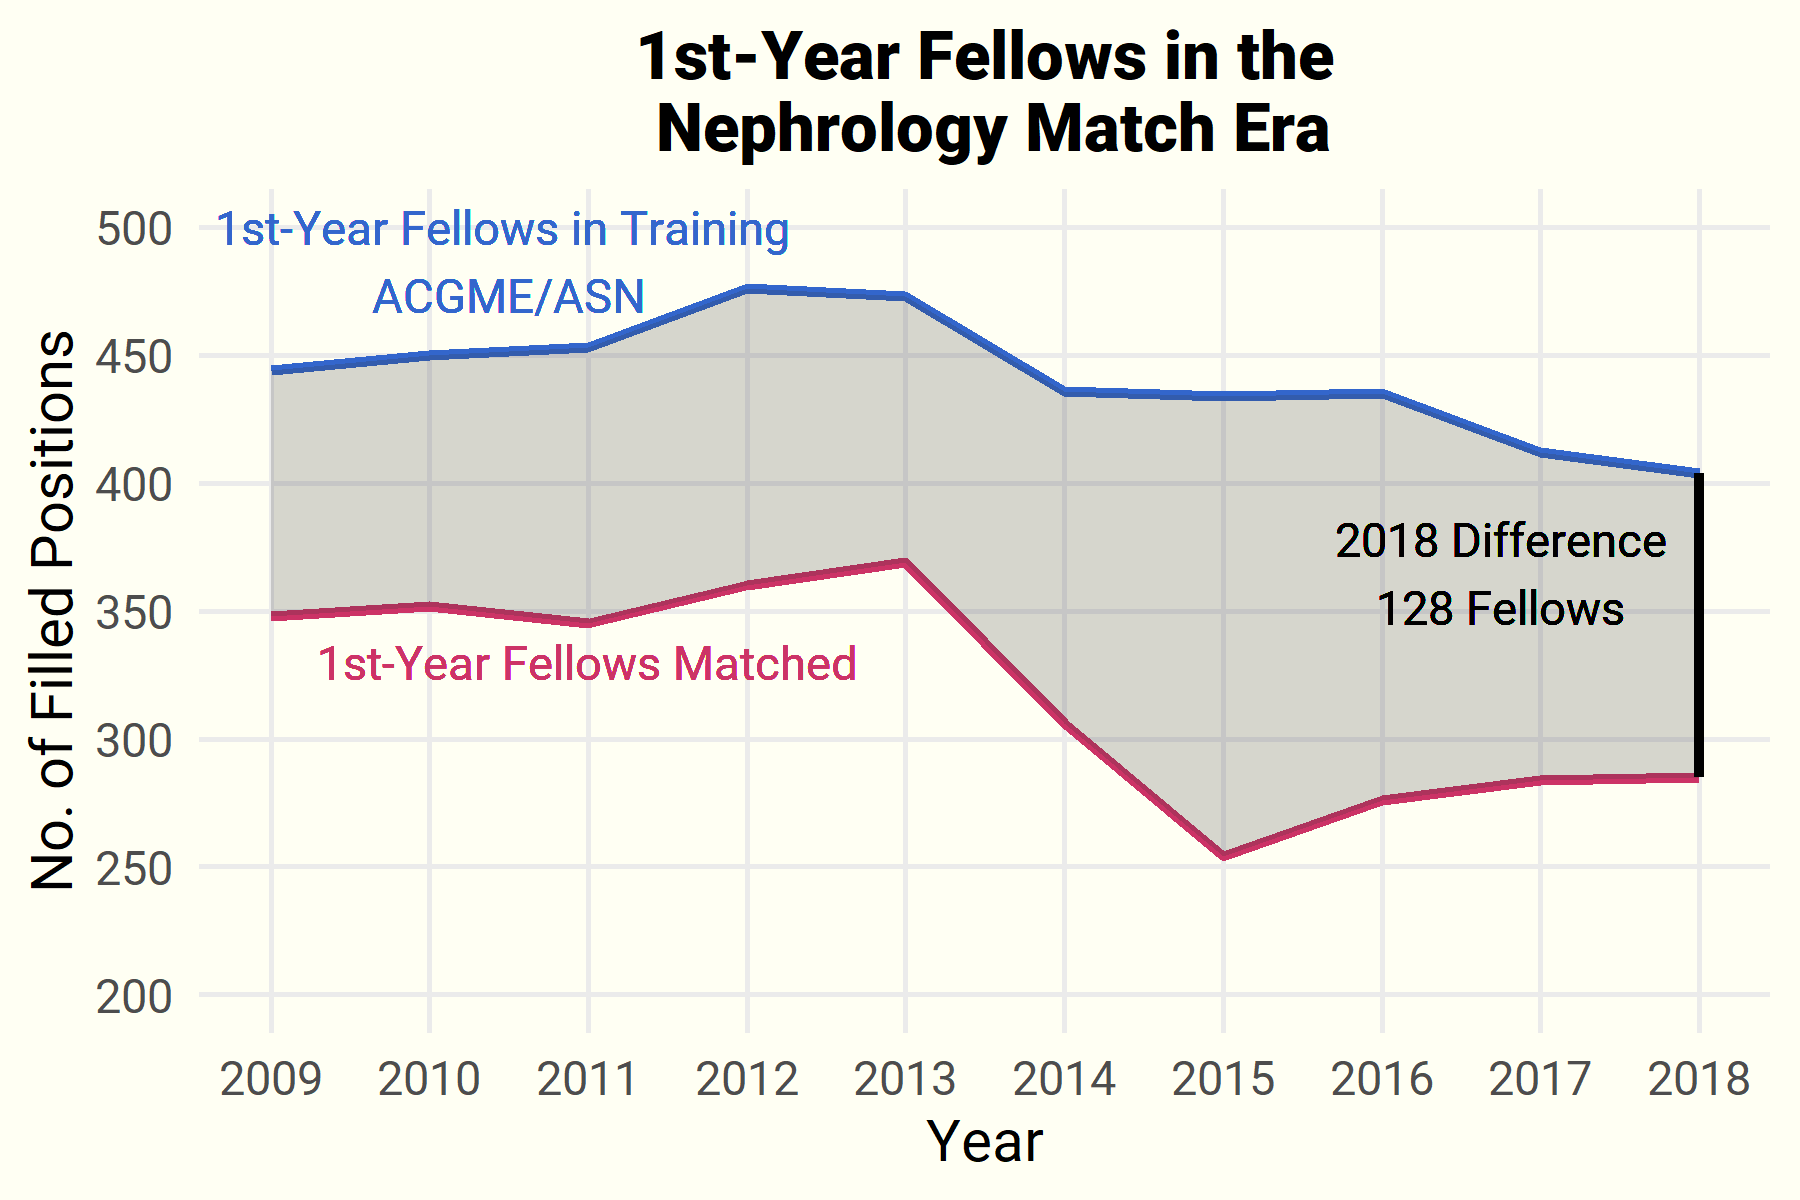 1st-Year Fellows in the
Nephrology Match Era
No. of Filled Positions
500
450
400
350
300
250
200
1st-Year Fellows in Training
ACGME/ASN
1st-Year Fellows Matched
2018 Difference
128 Fellows
2009 2010 2011 2012 2013 2014 2015 2016 2017 2018
Year